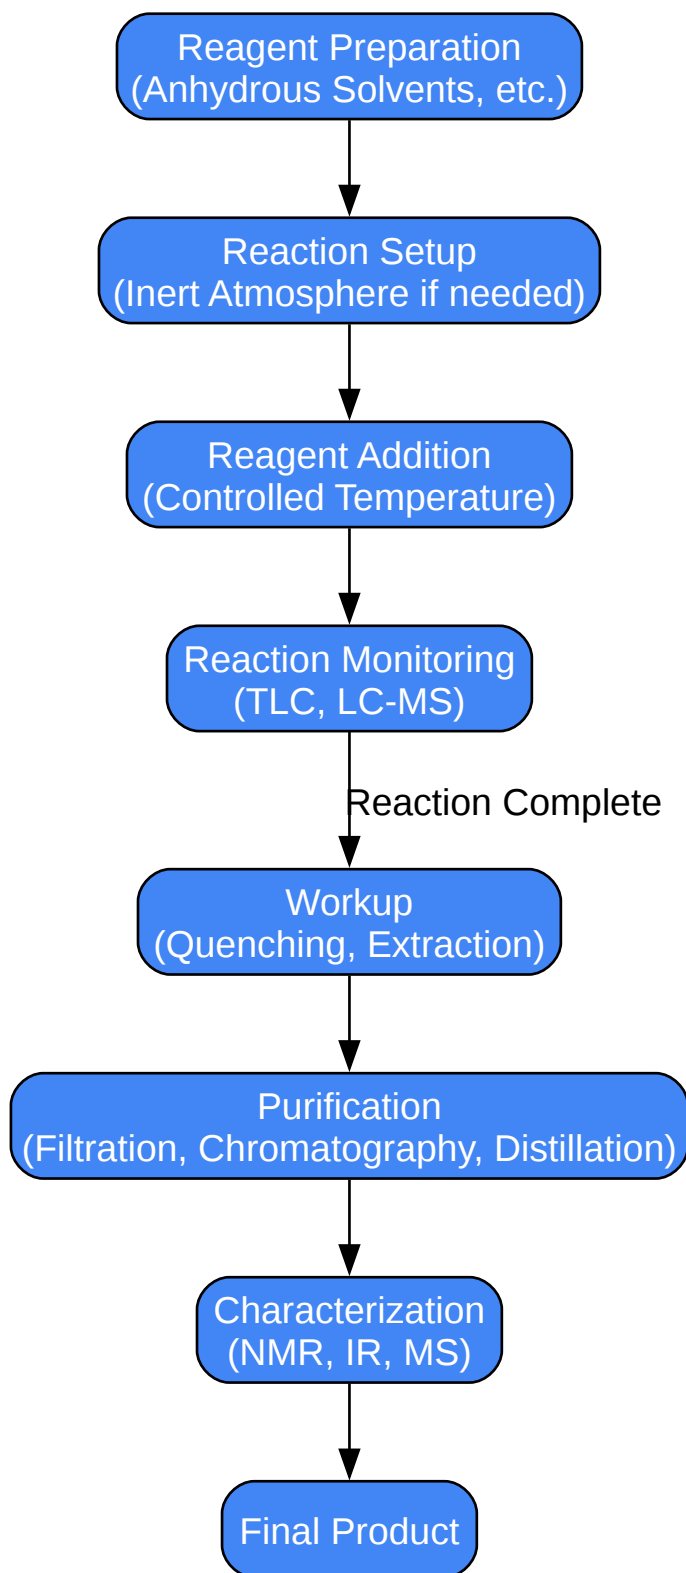 Reagent Preparation
(Anhydrous Solvents, etc.)
Reaction Setup
(Inert Atmosphere if needed)
Reagent Addition
(Controlled Temperature)
Reaction Monitoring
(TLC, LC-MS)
Reaction Complete
Workup
(Quenching, Extraction)
Purification
(Filtration, Chromatography, Distillation)
Characterization
(NMR, IR, MS)
Final Product